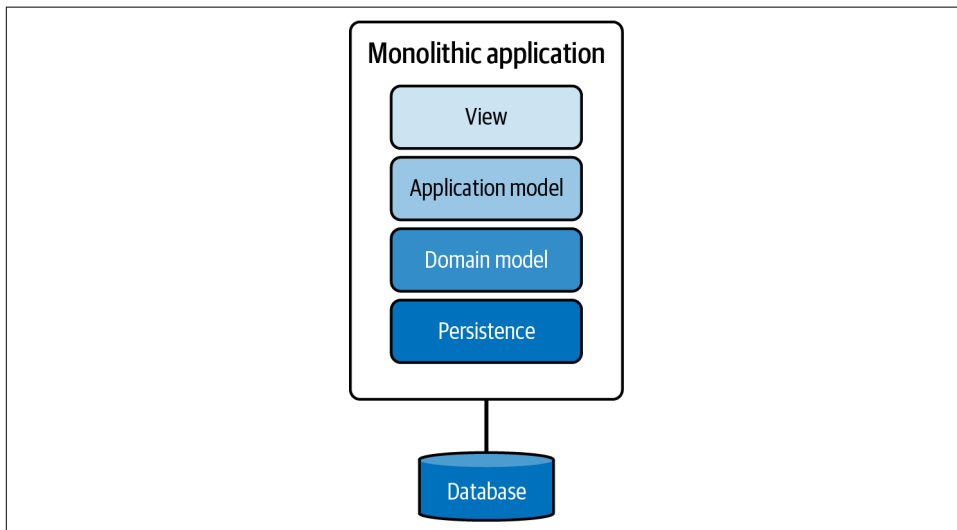 Monolithic application
View
Application model
Domain model
Persistence
Database